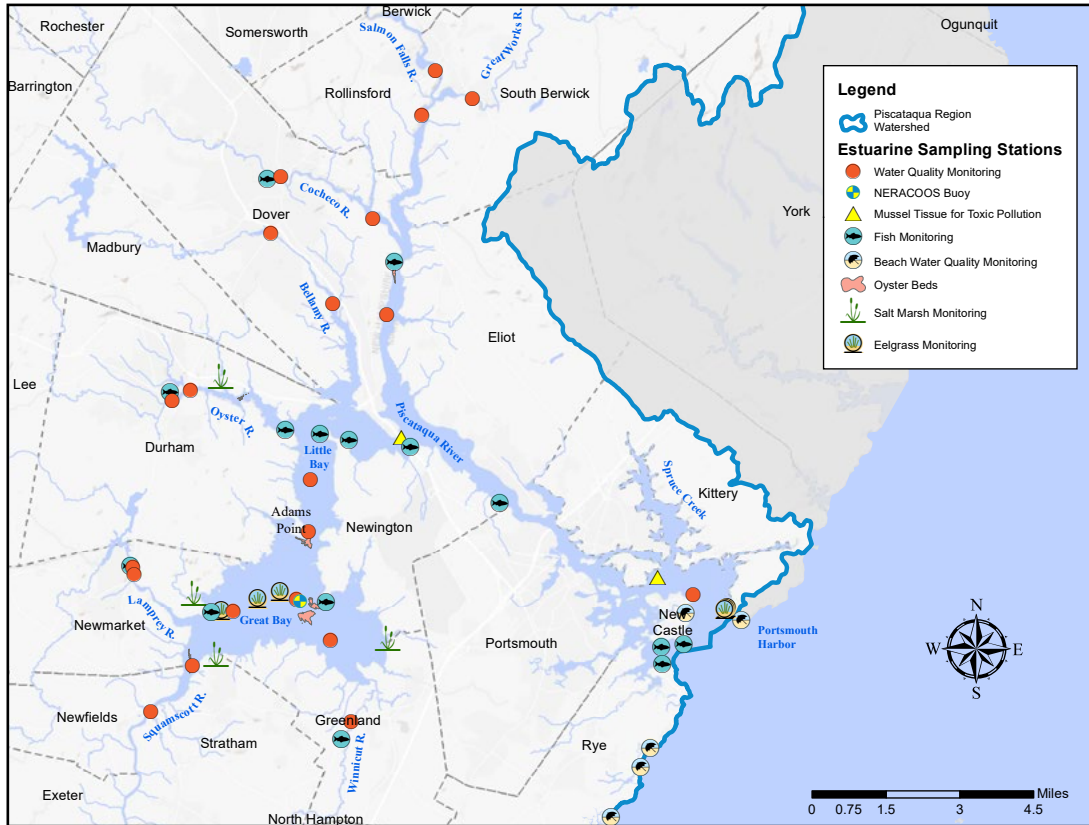 Rochester
Somersworth
Berwick
Ogunquit
Salmon Falls R.
GreatWorks R.
Barrington
Rollinsford
South Berwick
Legend
Piscataqua Region
Watershed
Estuarine Sampling Stations
Water Quality Monitoring
NERACOOS Buoy
Mussel Tissue for Toxic Pollution
Fish Monitoring
Beach Water Quality Monitoring
Oyster Beds
Salt Marsh Monitoring
Eelgrass Monitoring
Cocheco R.
Dover
York
Madbury
Bellamy R.
Eliot
Lee
Oyster R.
Piscataqua River
Durham
Little
Bay
Spruce Creek
Kittery
Adams
Point
Newington
Lamprey R.
Great Bay
Newmarket
New
Castle
Portsmouth
Portsmouth
Harbor
N
W
E
S
Squamscott R.
Newfields
Greenland
Stratham
Rye
Winnicut R.
Exeter
North Hampton
Miles
0 0.75 1.5 3 4.5